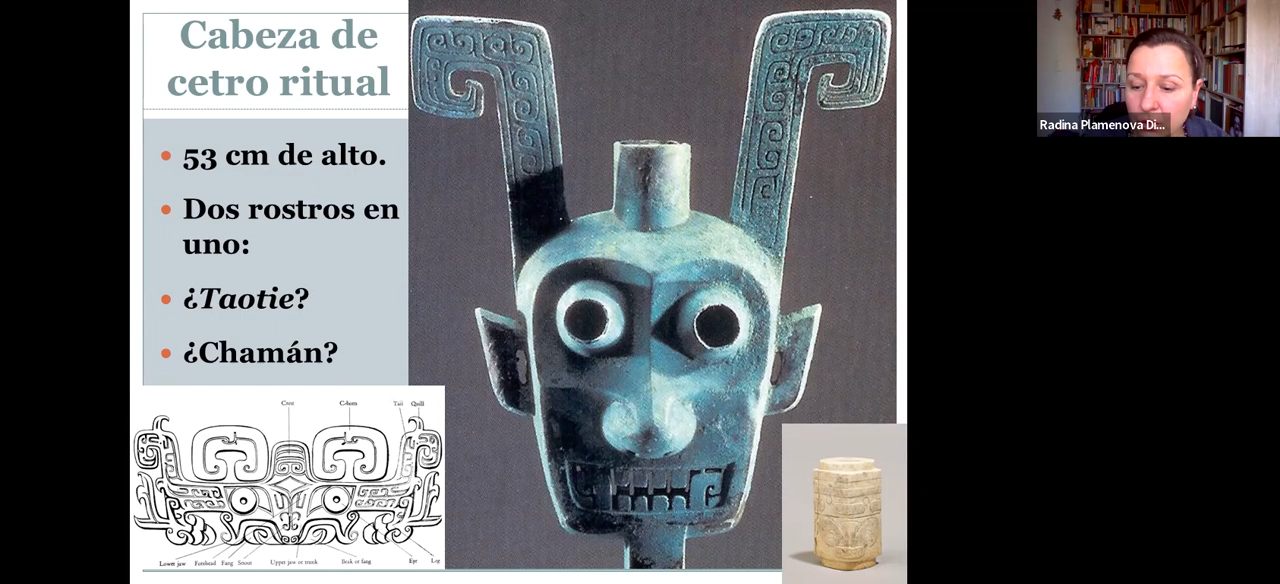 Cabeza de
cetro ritual
53 cm de alto.
Dos rostros en
uno:
¿Taotie?
¿Chamán?
Crest
C-horn
Tail
Quill
Lower jaw
Forehead
Fang
Snout
Upper jaw or trunk
Beak or fang
Eye
Leg
Radina Plamenova Di...